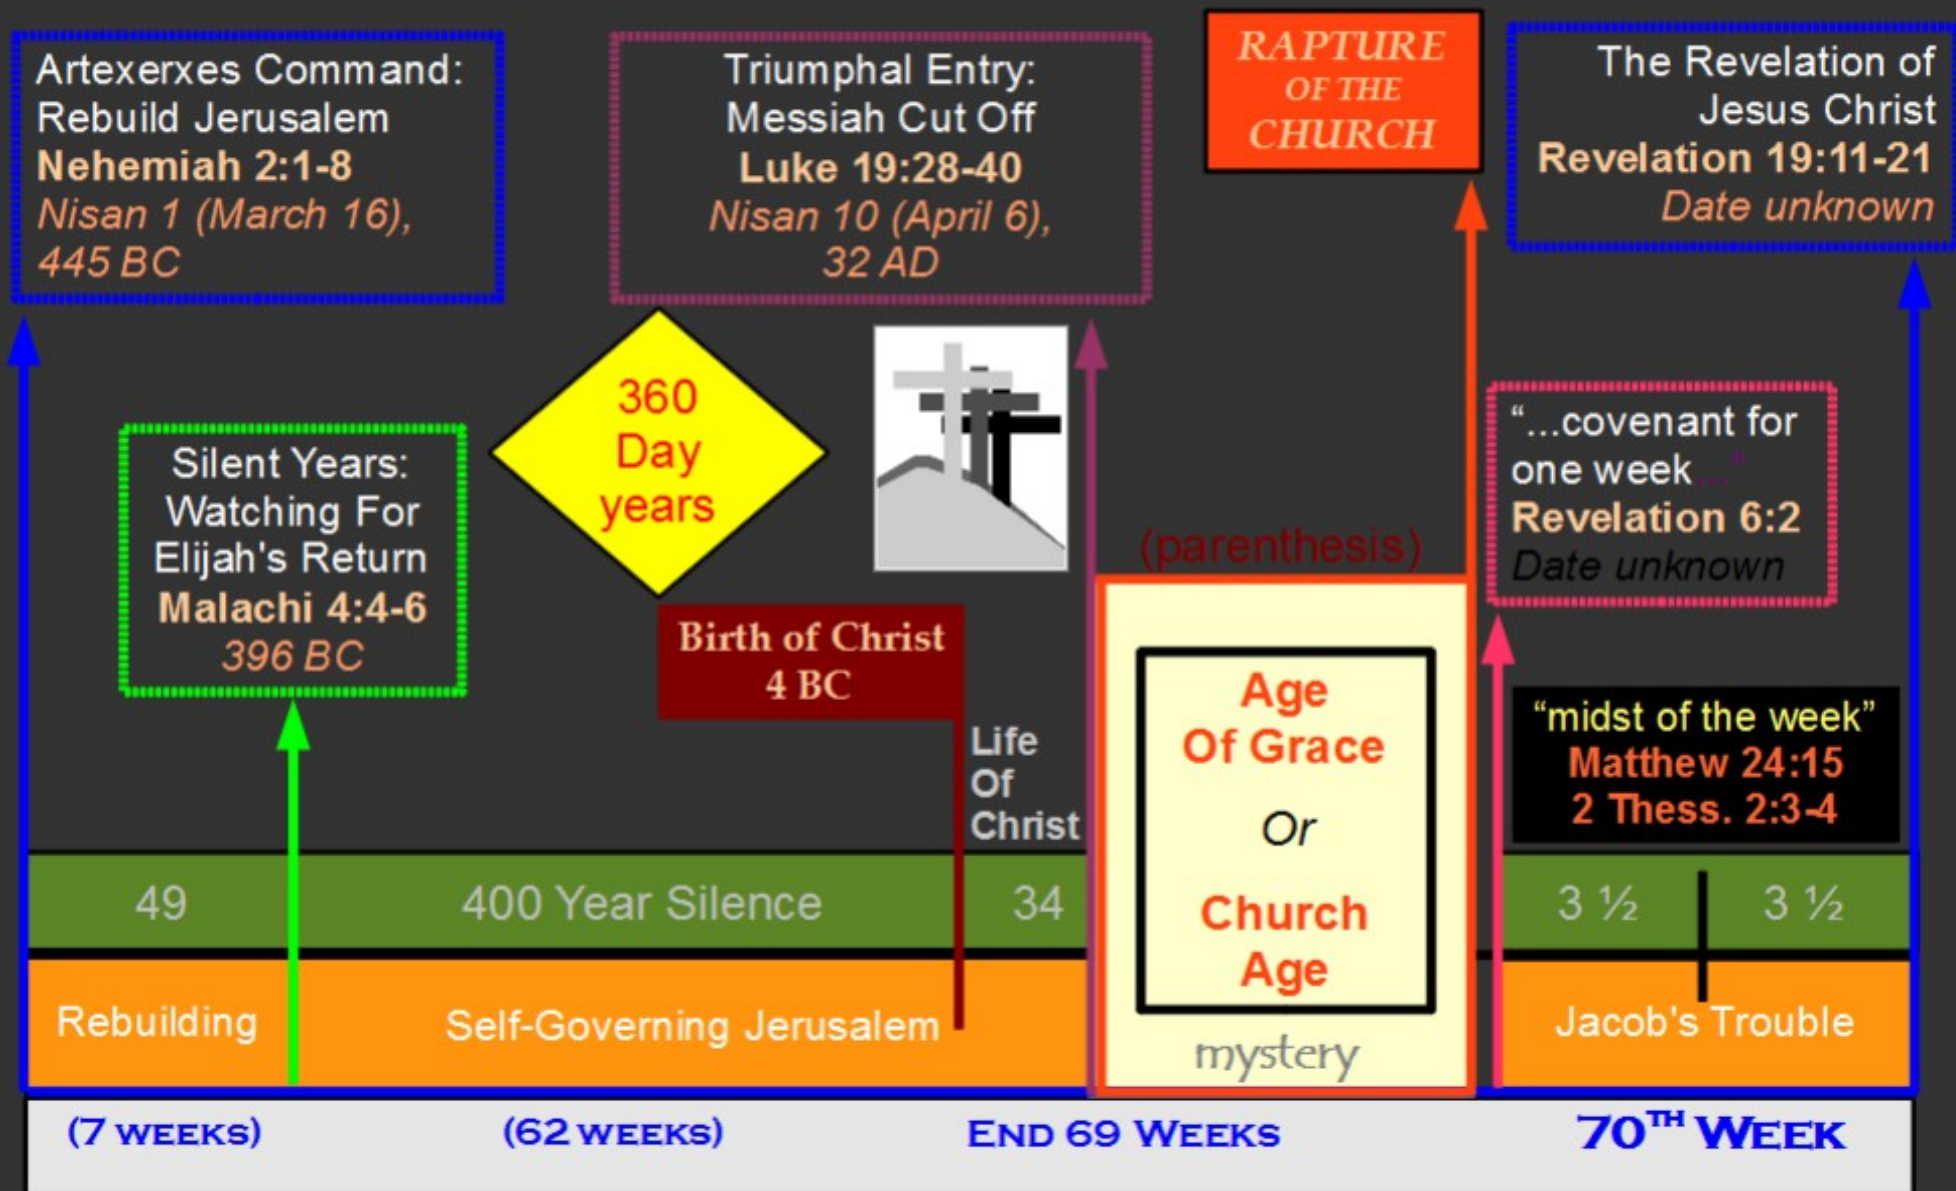 Artexerxes Command:
Rebuild Jerusalem
Nehemiah 2:1-8
Nisan 1 (March 16),
445 BC
Triumphal Entry:
Messiah Cut Off
Luke 19:28-40
Nisan 10 (April 6),
32 AD
RAPTURE
OF THE
CHURCH
The Revelation of
Jesus Christ
Revelation 19:11-21
Date unknown
Silent Years:
Watching For
Elijah's Return
Malachi 4:4-6
396 BC
360
Day
years
"...covenant for
one week ..."
Revelation 6:2
Date unknown
(parenthesis)
Birth of Christ
4 BC
Life
Of
Christ
Age
Of Grace
Or
Church
Age
mystery
“midst of the week”
Matthew 24:15
2 Thess. 2:3-4
49
400 Year Silence
34
3 ½
3 ½
Rebuilding
Self-Governing Jerusalem
Jacob's Trouble
(7 WEEKS)
(62 WEEKS)
END 69 WEEKS
70TH WEEK